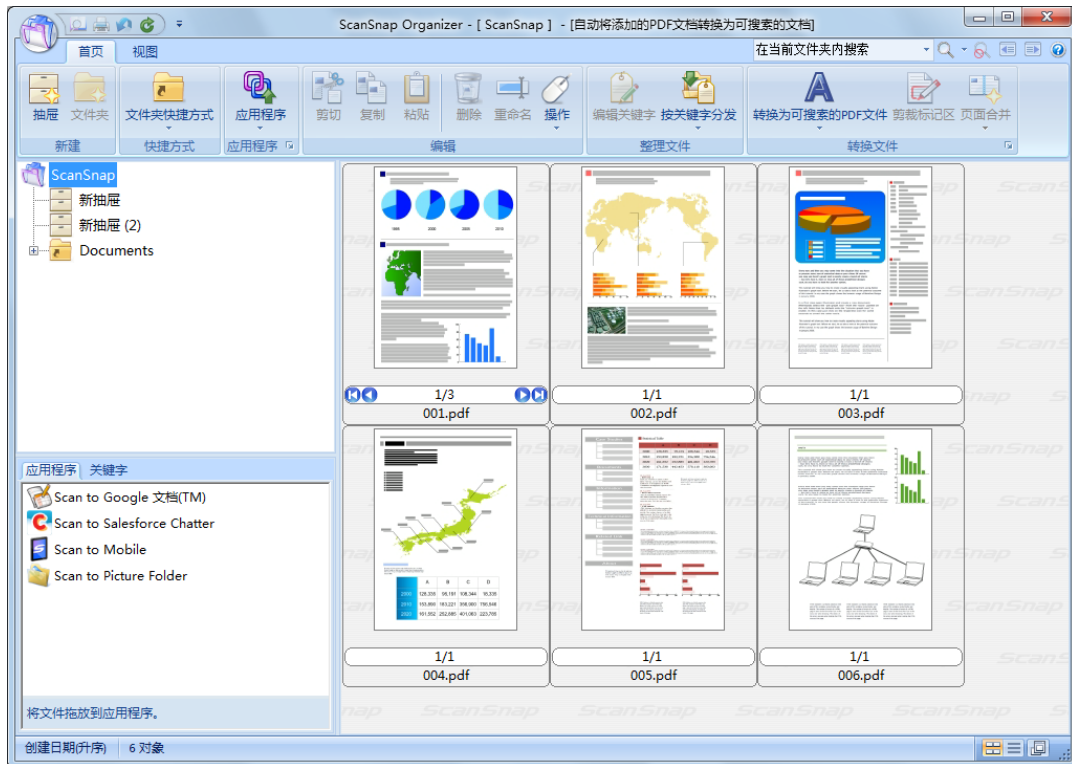 ScanSnap Organizer - [ ScanSnap ] - [自动将添加的PDF文档转换为可搜索的文档]
首页 视图
在当前文件夹内搜索
抽屉 文件夹 文件夹快捷方式 应用程序 剪切 复制 粘贴 删除 重命名 操作 编辑关键字 按关键字分发 转换为可搜索的PDF文件 剪裁标记区 页面合并
新建 快捷方式 应用程序 编辑 整理文件 转换文件
ScanSnap
新抽屉
新抽屉 (2)
Documents
1/3
001.pdf
1/1
002.pdf
1/1
003.pdf
应用程序 关键字
Scan to Google 文档(TM)
Scan to Salesforce Chatter
Scan to Mobile
Scan to Picture Folder
将文件拖放到应用程序。
A B C D
1/1
004.pdf
1/1
005.pdf
1/1
006.pdf
ScanSnap ScanSnap ScanSnap
创建日期(升序) 6 对象